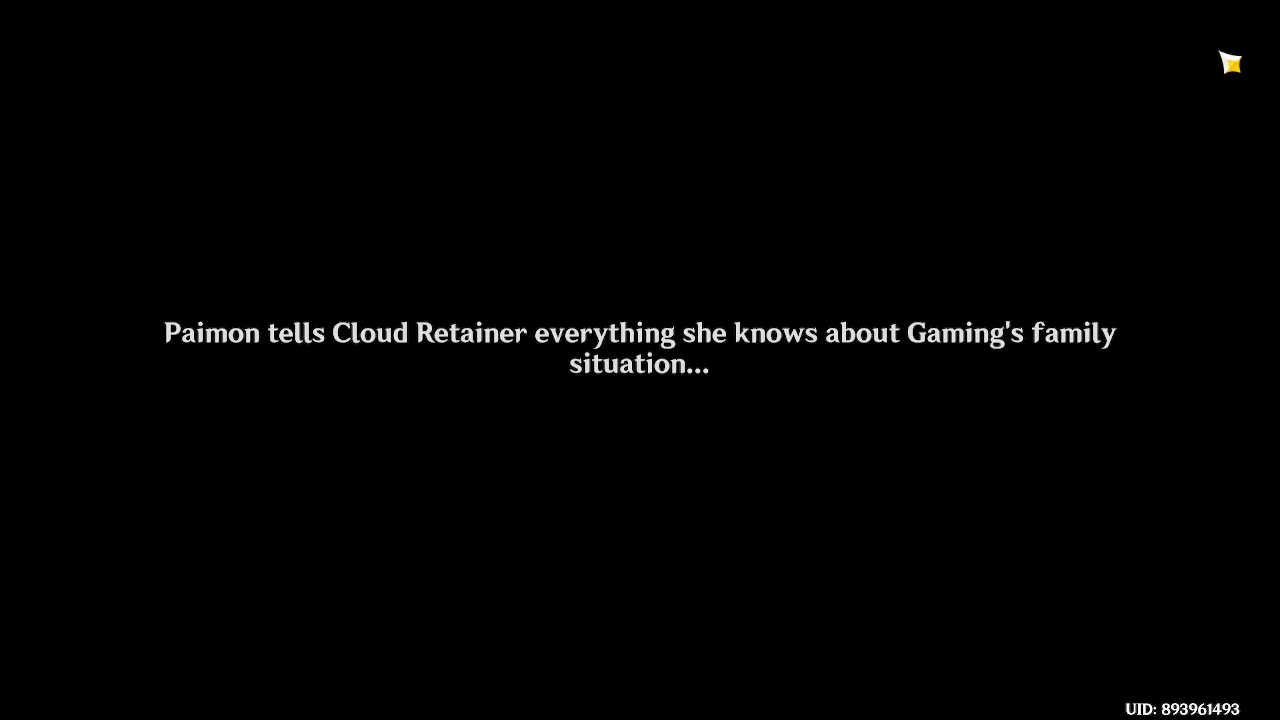 Paimon tells Cloud Retainer everything she knows about Gaming's family
situation...
UID: 893961493